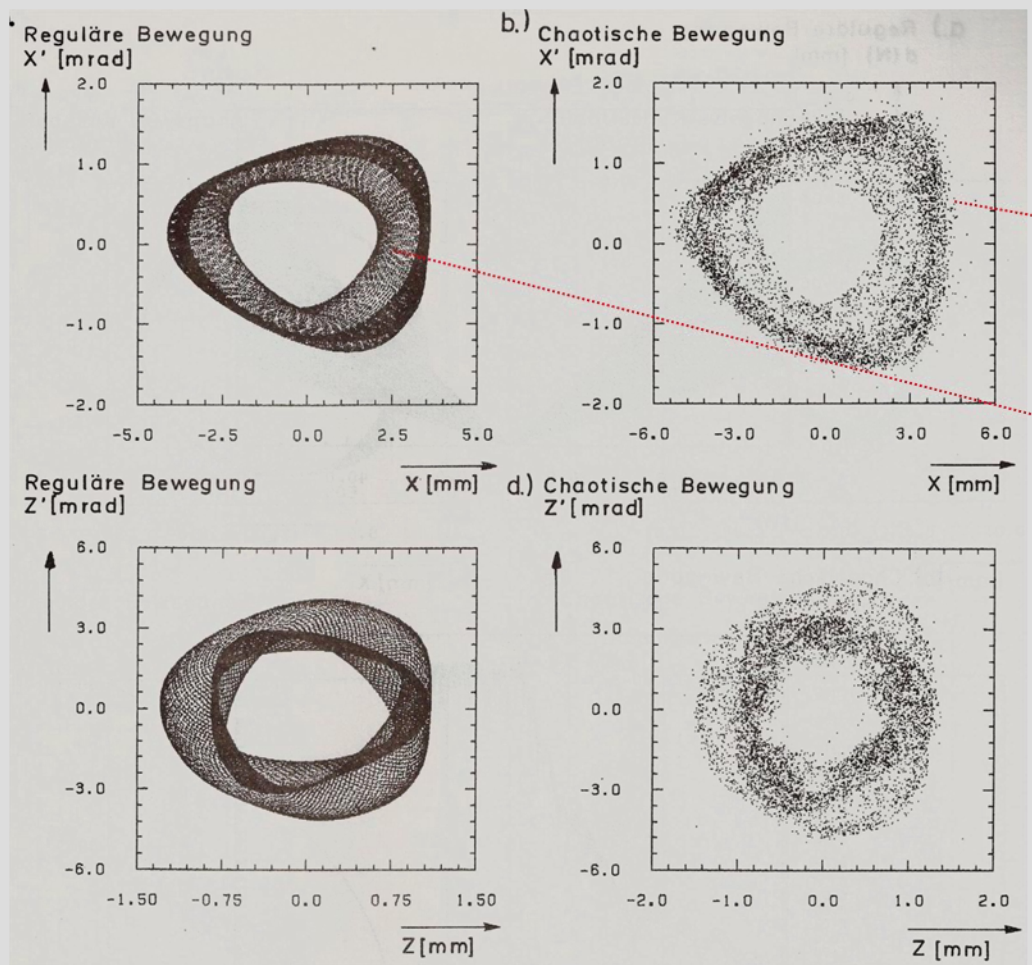 Reguläre Bewegung
X' [mrad]
2.0
1.0
0.0
-1.0
-2.0
-5.0 -2.5 0.0 2.5 5.0
X [mm]
b.) Chaotische Bewegung
X' [mrad]
2.0
1.0
0.0
-1.0
-2.0
-6.0 -3.0 0.0 3.0 6.0
X [mm]
Reguläre Bewegung
Z' [mrad]
6.0
3.0
0.0
-3.0
-6.0
-1.50 -0.75 0.0 0.75 1.50
Z [mm]
d.) Chaotische Bewegung
Z' [mrad]
6.0
3.0
0.0
-3.0
-6.0
-2.0 -1.0 0.0 1.0 2.0
Z [mm]